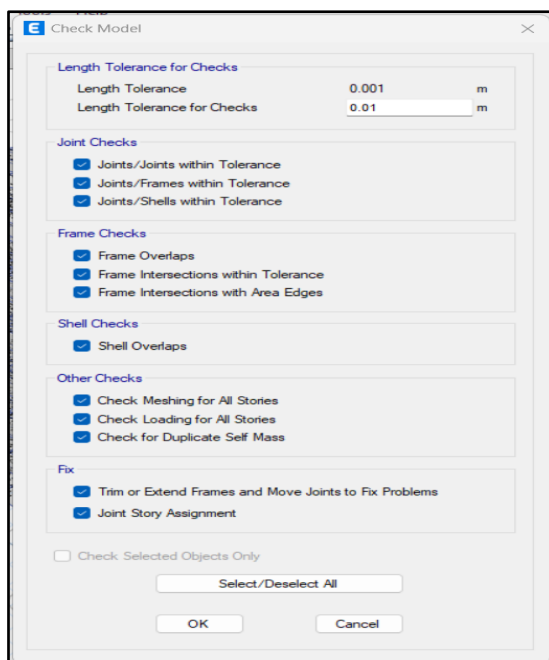 E Check Model
Length Tolerance for Checks
Length Tolerance 0.001 m
Length Tolerance for Checks 0.01 m
Joint Checks
Joints/Joints within Tolerance
Joints/Frames within Tolerance
Joints/Shells within Tolerance
Frame Checks
Frame Overlaps
Frame Intersections within Tolerance
Frame Intersections with Area Edges
Shell Checks
Shell Overlaps
Other Checks
Check Meshing for All Stories
Check Loading for All Stories
Check for Duplicate Self Mass
Fix
Trim or Extend Frames and Move Joints to Fix Problems
Joint Story Assignment
Check Selected Objects Only
Select/Deselect All
OK Cancel